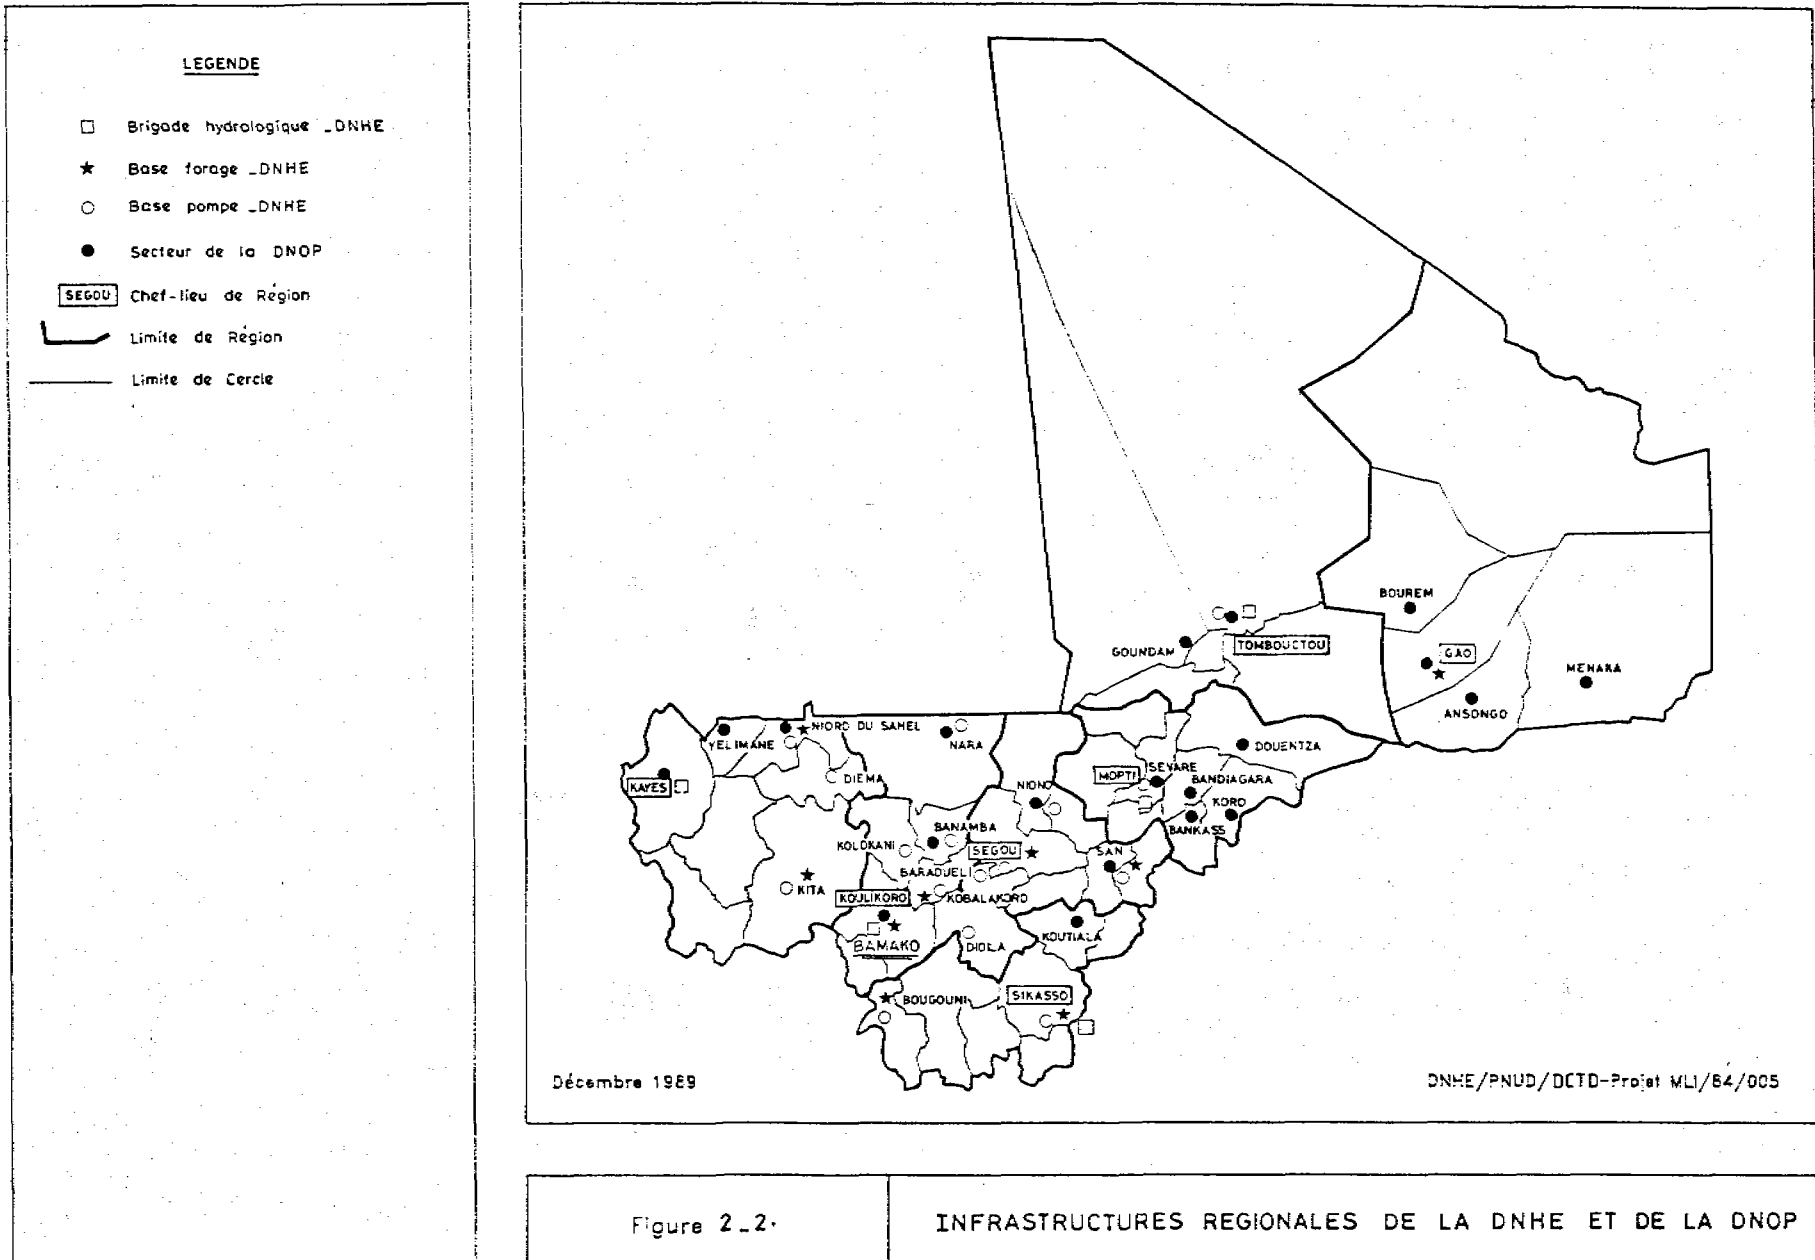 LEGENDE
Brigade hydrologique _DNHE
Base forage _DNHE
Base pompe _DNHE
Secteur de la DNOP
SEGOU Chef-lieu de Région
Limite de Région
Limite de Cercle
TOMBOUCTOU
GOUNDAM
BOUREM
GAO
MENAKA
ANSONGO
YELIMANE
NIORO DU SAHEL
NARA
DOUENTZA
DIEMA
KAYES
MOPTI
SEVARE
BANDIAGARA
NIONO
KORO
BANKASS
BANAMBA
KOLOKANI
SEGOU
SAN
BARAOUELI
KITA
KOULIKORO
KOBALAKORO
BAMAKO
DIOILA
KOUTIALA
BOUGOUNI
SIKASSO
Décembre 1989
DNHE/PNUD/DCTD-Projet MLI/84/005
Figure 2_2.
INFRASTRUCTURES REGIONALES DE LA DNHE ET DE LA DNOP